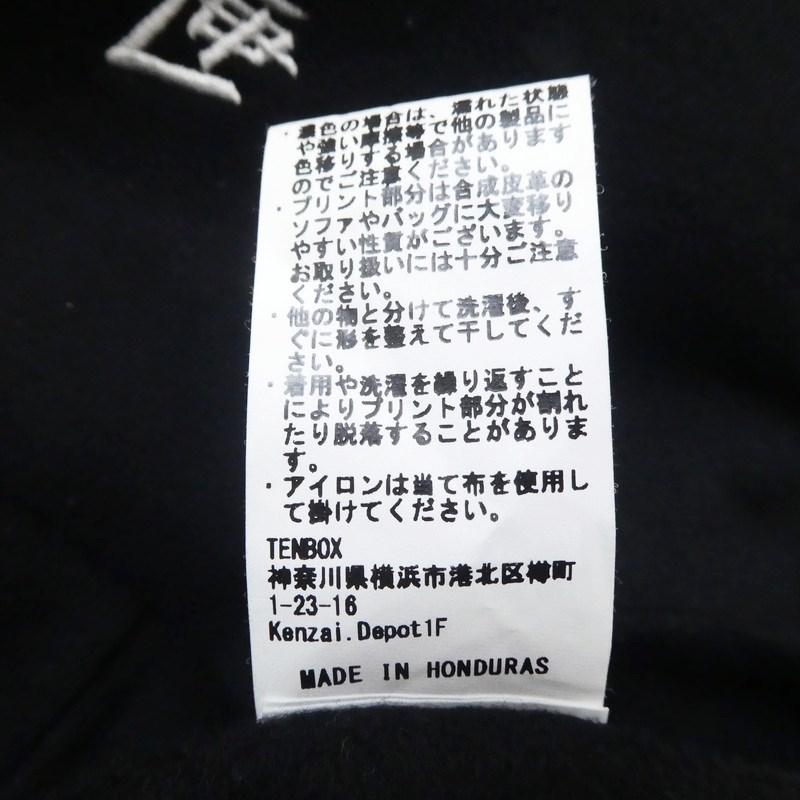 ・濃色の場合は、濡れた状態
や強い摩擦等で他の製品に
色移りする場合があります
のでご注意ください。
・プリント部分は合成皮革の
ソファやバッグに大変移り
やすい性質がございます。
お取り扱いには十分ご注意
ください。
・他の物と分けて洗濯後、す
ぐに形を整えて干してくだ
さい。
・着用や洗濯を繰り返すこと
によりプリント部分が割れ
たり脱落することがありま
す。
・アイロンは当て布を使用し
て掛けてください。
TENBOX
神奈川県横浜市港北区樽町
1-23-16
Kenzai.Depot1F
MADE IN HONDURAS